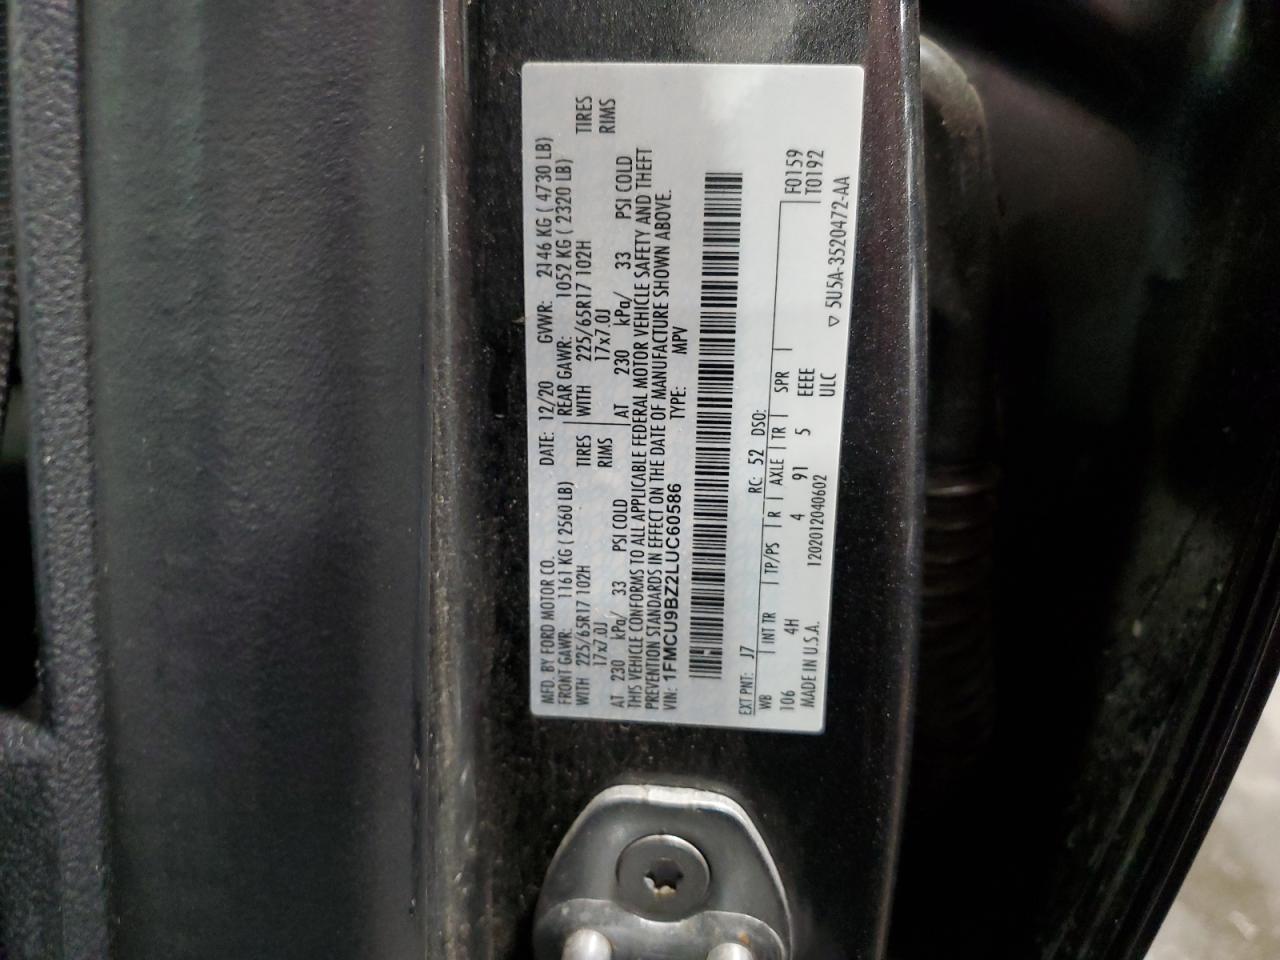 MFD. BY FORD MOTOR CO. DATE: 12/20 GVWR: 2146 KG ( 4730 LB)
FRONT GAWR: 1161 KG ( 2560 LB) REAR GAWR: 1052 KG ( 2320 LB)
WITH 225/65R17 102H TIRES WITH 225/65R17 102H TIRES
17x7.0J RIMS 17x7.0J RIMS
AT 230 kPa/ 33 PSI COLD AT 230 kPa/ 33 PSI COLD
THIS VEHICLE CONFORMS TO ALL APPLICABLE FEDERAL MOTOR VEHICLE SAFETY AND THEFT
PREVENTION STANDARDS IN EFFECT ON THE DATE OF MANUFACTURE SHOWN ABOVE.
VIN: 1FMCU9BZ2LUC60586 TYPE: MPV
EXT PNT: J7 RC: 52 DSO:
WB INT TR TP/PS R AXLE TR SPR F0159
106 4H 4 91 5 EEEE T0192
MADE IN U.S.A. 1202012040602 ULC
▽ 5U5A-3520472-AA